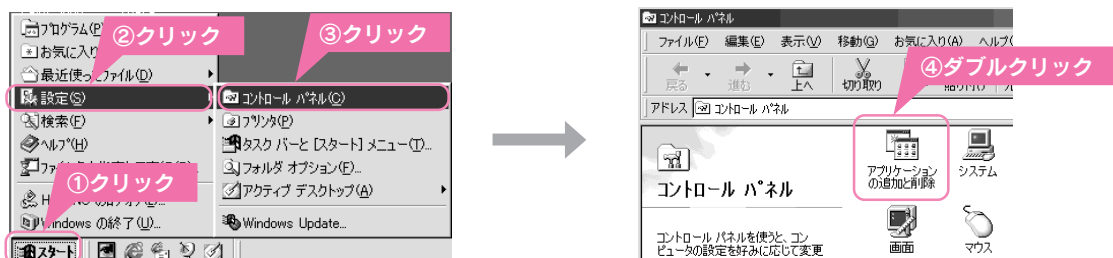 プログラム(P)
②クリック
お気に入り
最近使ったファイル(D)
設定(S)
検索(F)
ヘルプ(H)
①クリック
Windows の終了(U)...
スタート
③クリック
コントロール パネル(C)
プリンタ(P)
タスク バーと [スタート] メニュー(T)...
フォルダ オプション(F)...
アクティブ デスクトップ(A)
Windows Update...
コントロール パネル
ファイル(F) 編集(E) 表示(V) 移動(G) お気に入り(A) ヘルプ(
④ダブルクリック
戻る 進む 上へ 切り取り
アドレス コントロール パネル
コントロール パネル
コントロール パネルを使うと、コン
ピュータの設定を好みに応じて変更
アプリケーション
の追加と削除
システム
画面
マウス